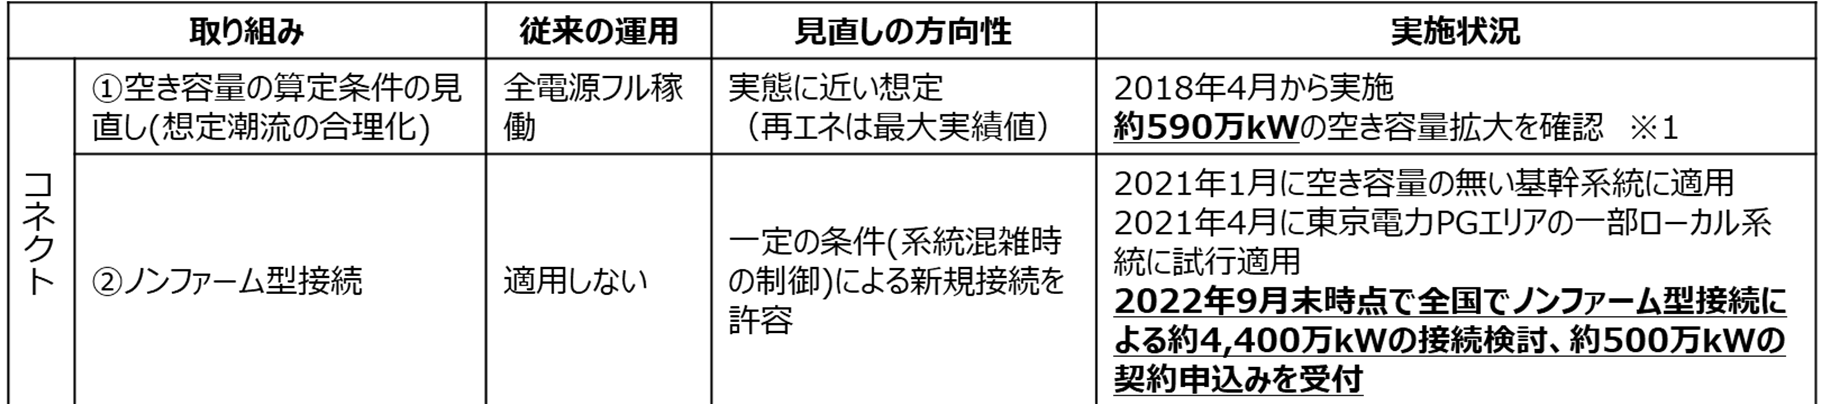 取り組み
従来の運用
見直しの方向性
実施状況
コネクト
①空き容量の算定条件の見
直し(想定潮流の合理化)
全電源フル稼
働
実態に近い想定
（再エネは最大実績値）
2018年4月から実施
約590万kWの空き容量拡大を確認　※1
②ノンファーム型接続
適用しない
一定の条件(系統混雑時
の制御)による新規接続を
許容
2021年1月に空き容量の無い基幹系統に適用
2021年4月に東京電力PGエリアの一部ローカル系
統に試行適用
2022年9月末時点で全国でノンファーム型接続に
よる約4,400万kWの接続検討、約500万kWの
契約申込みを受付